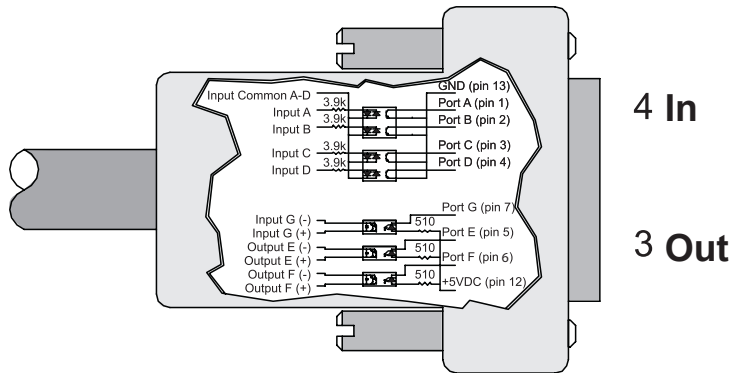 GND (pin 13)
Input Common A-D
3.9k
Port A (pin 1)
Input A
3.9k
Port B (pin 2)
Input B
3.9k
Port C (pin 3)
Input C
3.9k
Port D (pin 4)
Input D
4 In
Port G (pin 7)
Input G (-)
510
Input G (+)
Port E (pin 5)
Output E (-)
510
Output E (+)
Port F (pin 6)
Output F (-)
510
Output F (+)
+5VDC (pin 12)
3 Out